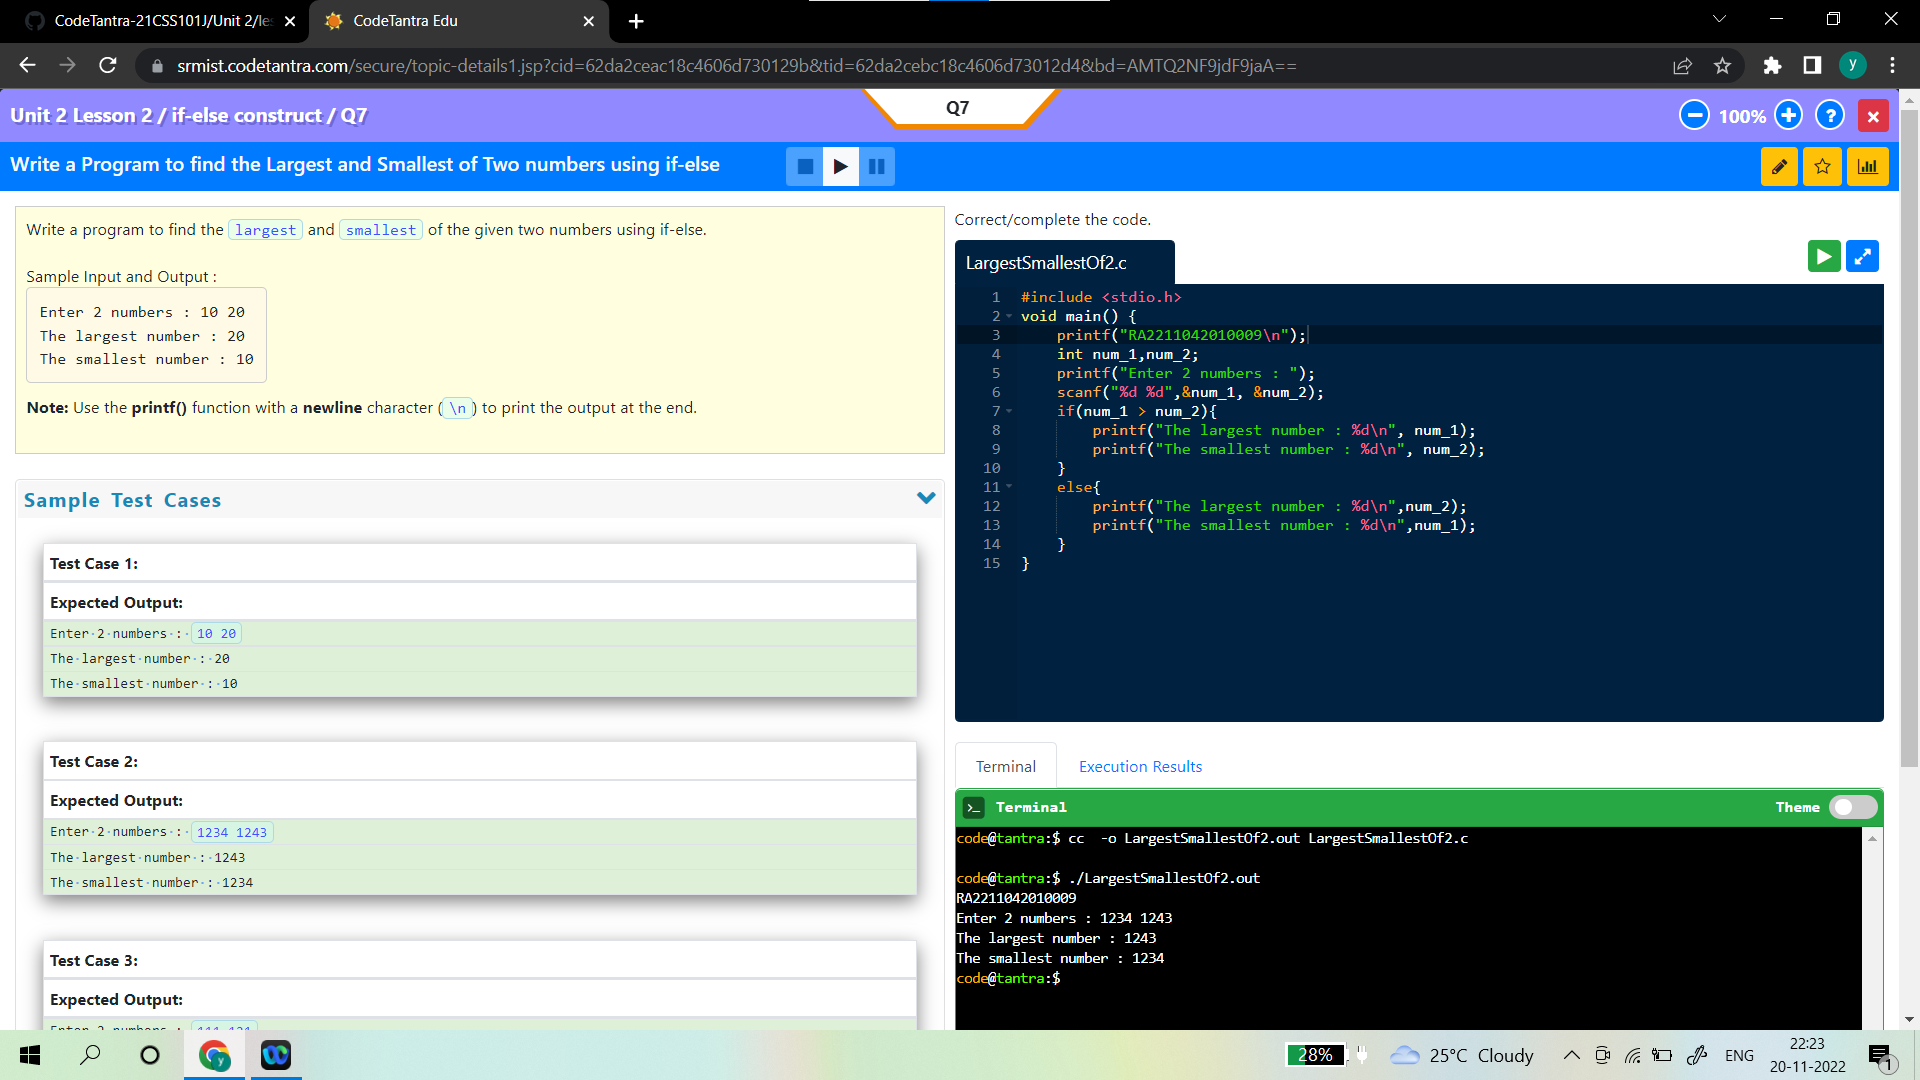 CodeTantra-21CSS101J/Unit 2/les
CodeTantra Edu
srmist.codetantra.com/secure/topic-details1.jsp?cid=62da2ceac18c4606d730129b&tid=62da2cebc18c4606d73012d4&bd=AMTQ2NF9jdF9jaA==
y
Unit 2 Lesson 2 / if-else construct / Q7
Q7
100%
?
Write a Program to find the Largest and Smallest of Two numbers using if-else
Write a program to find the largest and smallest of the given two numbers using if-else.
Sample Input and Output :
Enter 2 numbers : 10 20
The largest number : 20
The smallest number : 10
Note: Use the printf() function with a newline character ( \n ) to print the output at the end.
Sample Test Cases
Test Case 1:
Expected Output:
Enter·2·numbers·:· 10 20
The·largest·number·:·20
The·smallest·number·:·10
Test Case 2:
Expected Output:
Enter·2·numbers·:· 1234 1243
The·largest·number·:·1243
The·smallest·number·:·1234
Test Case 3:
Expected Output:
Enter·2·numbers·:· 111 121
Correct/complete the code.
LargestSmallestOf2.c
1 #include <stdio.h>
2 void main() {
3 printf("RA2211042010009\n");
4 int num_1,num_2;
5 printf("Enter 2 numbers : ");
6 scanf("%d %d",&num_1, &num_2);
7 if(num_1 > num_2){
8 printf("The largest number : %d\n", num_1);
9 printf("The smallest number : %d\n", num_2);
10 }
11 else{
12 printf("The largest number : %d\n",num_2);
13 printf("The smallest number : %d\n",num_1);
14 }
15 }
Terminal
Execution Results
>_ Terminal
Theme
code@tantra:$ cc  -o LargestSmallestOf2.out LargestSmallestOf2.c
code@tantra:$ ./LargestSmallestOf2.out
RA2211042010009
Enter 2 numbers : 1234 1243
The largest number : 1243
The smallest number : 1234
code@tantra:$
28%
25°C Cloudy
ENG
22:23
20-11-2022
1